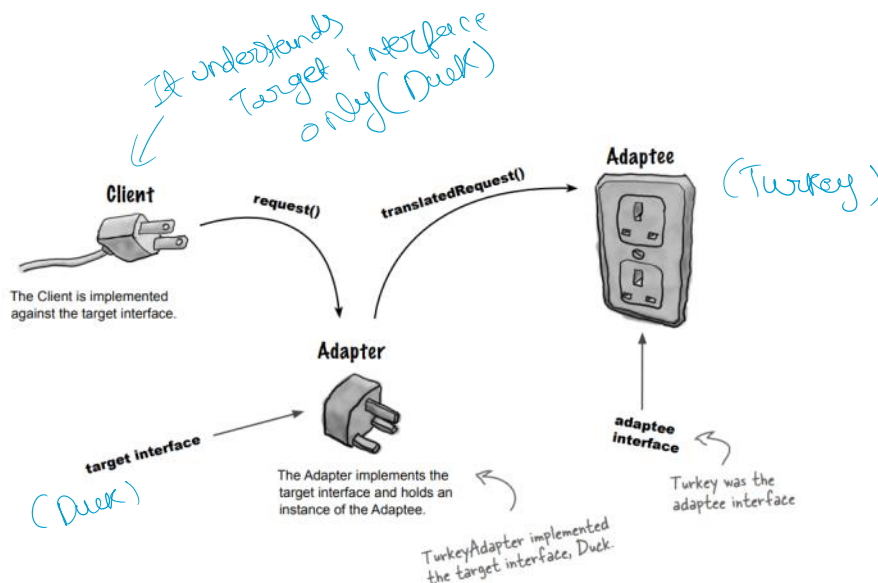 It understands
Target interface
only (Duck)
Client
request()
translatedRequest()
Adaptee
(Turkey)
The Client is implemented
against the target interface.
Adapter
target interface
(Duck)
The Adapter implements the
target interface and holds an
instance of the Adaptee.
adaptee
interface
Turkey was the
adaptee interface
TurkeyAdapter implemented
the target interface, Duck.